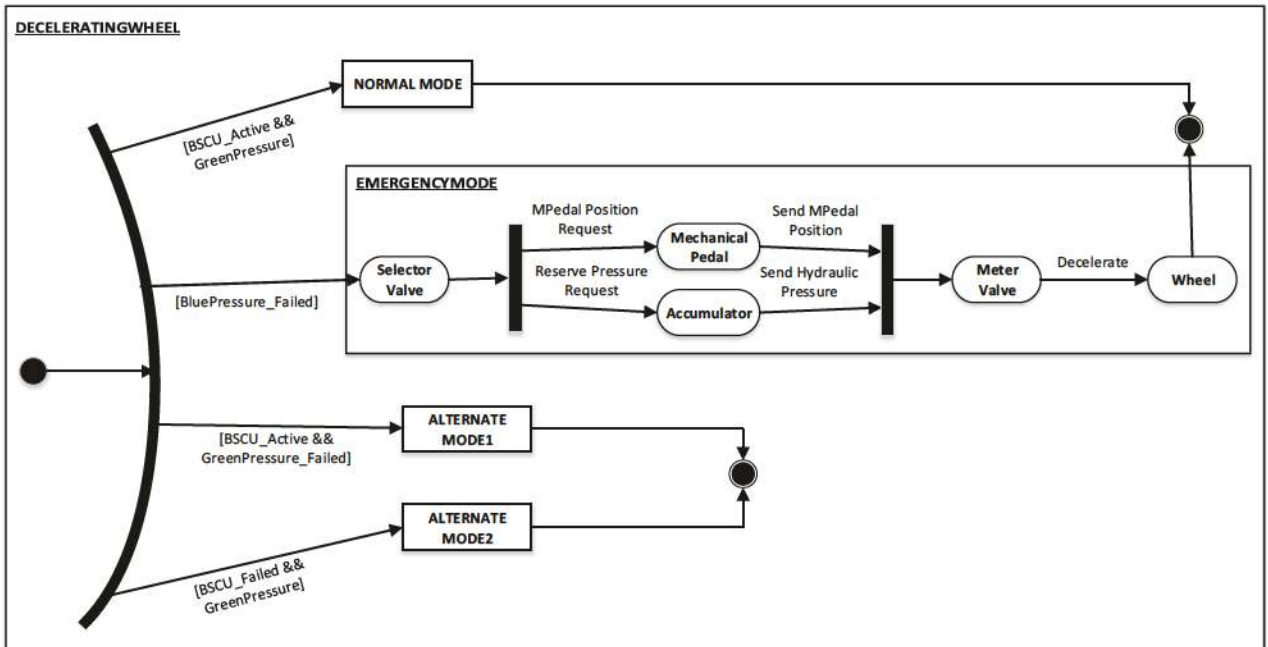 DECELERATINGWHEEL
NORMAL MODE
[BSCU_Active &&
GreenPressure]
EMERGENCYMODE
MPedal Position
Request
Send MPedal
Position
Mechanical
Pedal
Selector
Valve
Reserve Pressure
Request
Send Hydraulic
Pressure
Accumulator
Meter
Valve
Decelerate
Wheel
[BluePressure_Failed]
ALTERNATE
MODE1
[BSCU_Active &&
GreenPressure_Failed]
ALTERNATE
MODE2
[BSCU_Failed &&
GreenPressure]